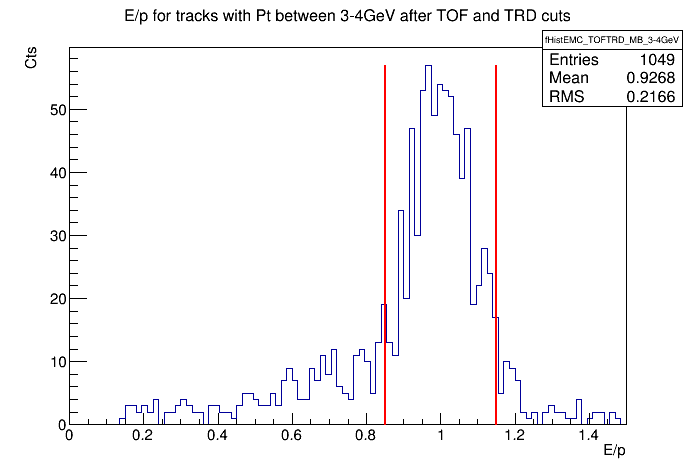 E/p for tracks with Pt between 3-4GeV after TOF and TRD cuts
fHistEMC_TOFTRD_MB_3-4GeV
Entries 1049
Mean 0.9268
RMS 0.2166
Cts
50
40
30
20
10
0
0 0.2 0.4 0.6 0.8 1 1.2 1.4
E/p